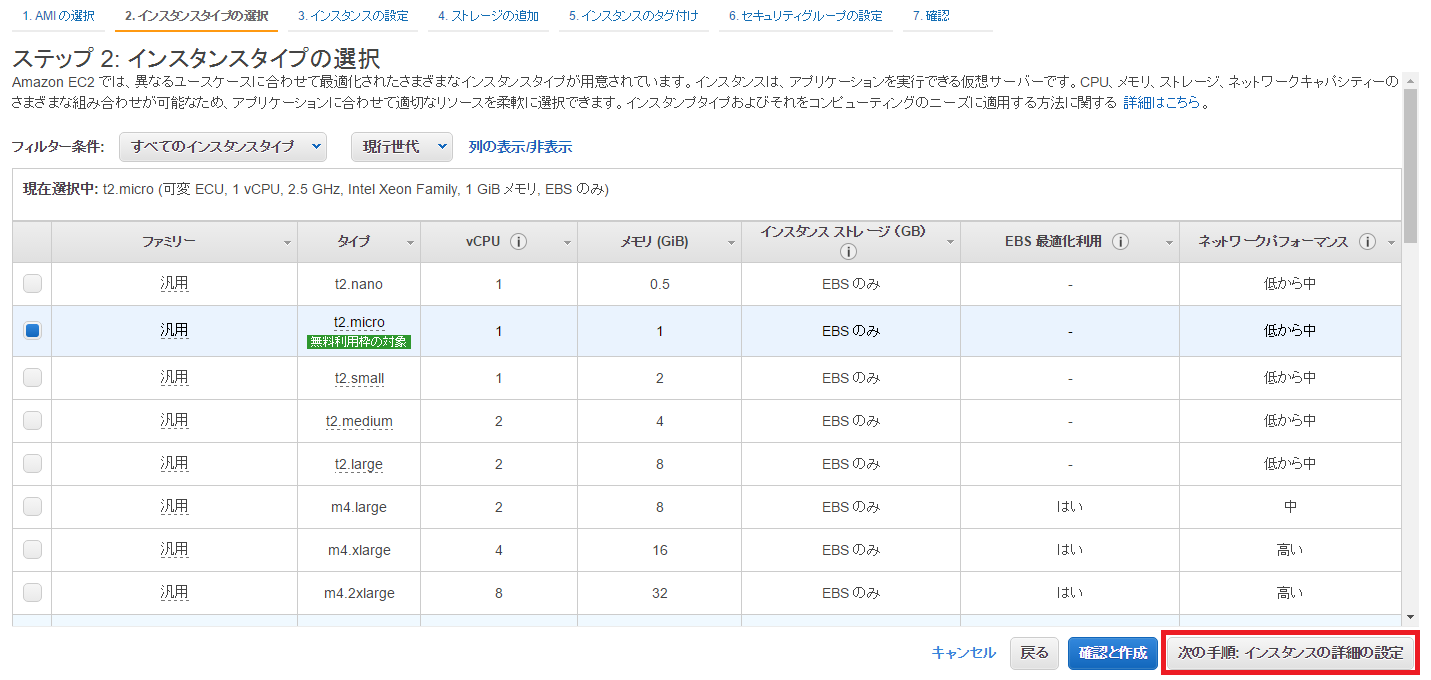 1. AMI の選択 2. インスタンスタイプの選択 3. インスタンスの設定 4. ストレージの追加 5. インスタンスのタグ付け 6. セキュリティグループの設定 7. 確認
ステップ 2: インスタンスタイプの選択
Amazon EC2 では、異なるユースケースに合わせて最適化されたさまざまなインスタンスタイプが用意されています。インスタンスは、アプリケーションを実行できる仮想サーバーです。CPU、メモリ、ストレージ、ネットワークキャパシティーの
さまざまな組み合わせが可能なため、アプリケーションに合わせて適切なリソースを柔軟に選択できます。インスタンプタイプおよびそれをコンピューティングのニーズに適用する方法に関する 詳細はこちら。
フィルター条件: すべてのインスタンスタイプ 現行世代 列の表示/非表示
現在選択中: t2.micro (可変 ECU, 1 vCPU, 2.5 GHz, Intel Xeon Family, 1 GiB メモリ, EBS のみ)
ファミリー タイプ vCPU i メモリ (GiB) インスタンス ストレージ (GB) i EBS 最適化利用 i ネットワークパフォーマンス i
汎用 t2.nano 1 0.5 EBS のみ - 低から中
汎用 t2.micro 1 1 EBS のみ - 低から中
無料利用枠の対象
汎用 t2.small 1 2 EBS のみ - 低から中
汎用 t2.medium 2 4 EBS のみ - 低から中
汎用 t2.large 2 8 EBS のみ - 低から中
汎用 m4.large 2 8 EBS のみ はい 中
汎用 m4.xlarge 4 16 EBS のみ はい 高い
汎用 m4.2xlarge 8 32 EBS のみ はい 高い
キャンセル 戻る 確認と作成 次の手順: インスタンスの詳細の設定